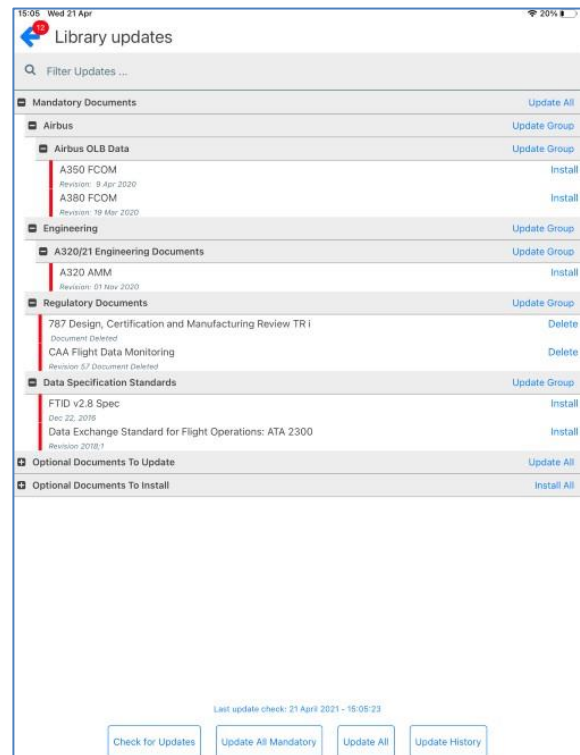 15:05 Wed 21 Apr 20%
12
Library updates
Filter Updates ...
Mandatory Documents Update All
Airbus Update Group
Airbus OLB Data Update Group
A350 FCOM Install
Revision: 9 Apr 2020
A380 FCOM Install
Revision: 19 Mar 2020
Engineering Update Group
A320/21 Engineering Documents Update Group
A320 AMM Install
Revision: 01 Nov 2020
Regulatory Documents Update Group
787 Design, Certification and Manufacturing Review TR i Delete
Document Deleted
CAA Flight Data Monitoring Delete
Revision 57 Document Deleted
Data Specification Standards Update Group
FTID v2.8 Spec Install
Dec 22, 2016
Data Exchange Standard for Flight Operations: ATA 2300 Install
Revision 2018;1
Optional Documents To Update Update All
Optional Documents To Install Install All
Last update check: 21 April 2021 - 15:05:23
Check for Updates Update All Mandatory Update All Update History